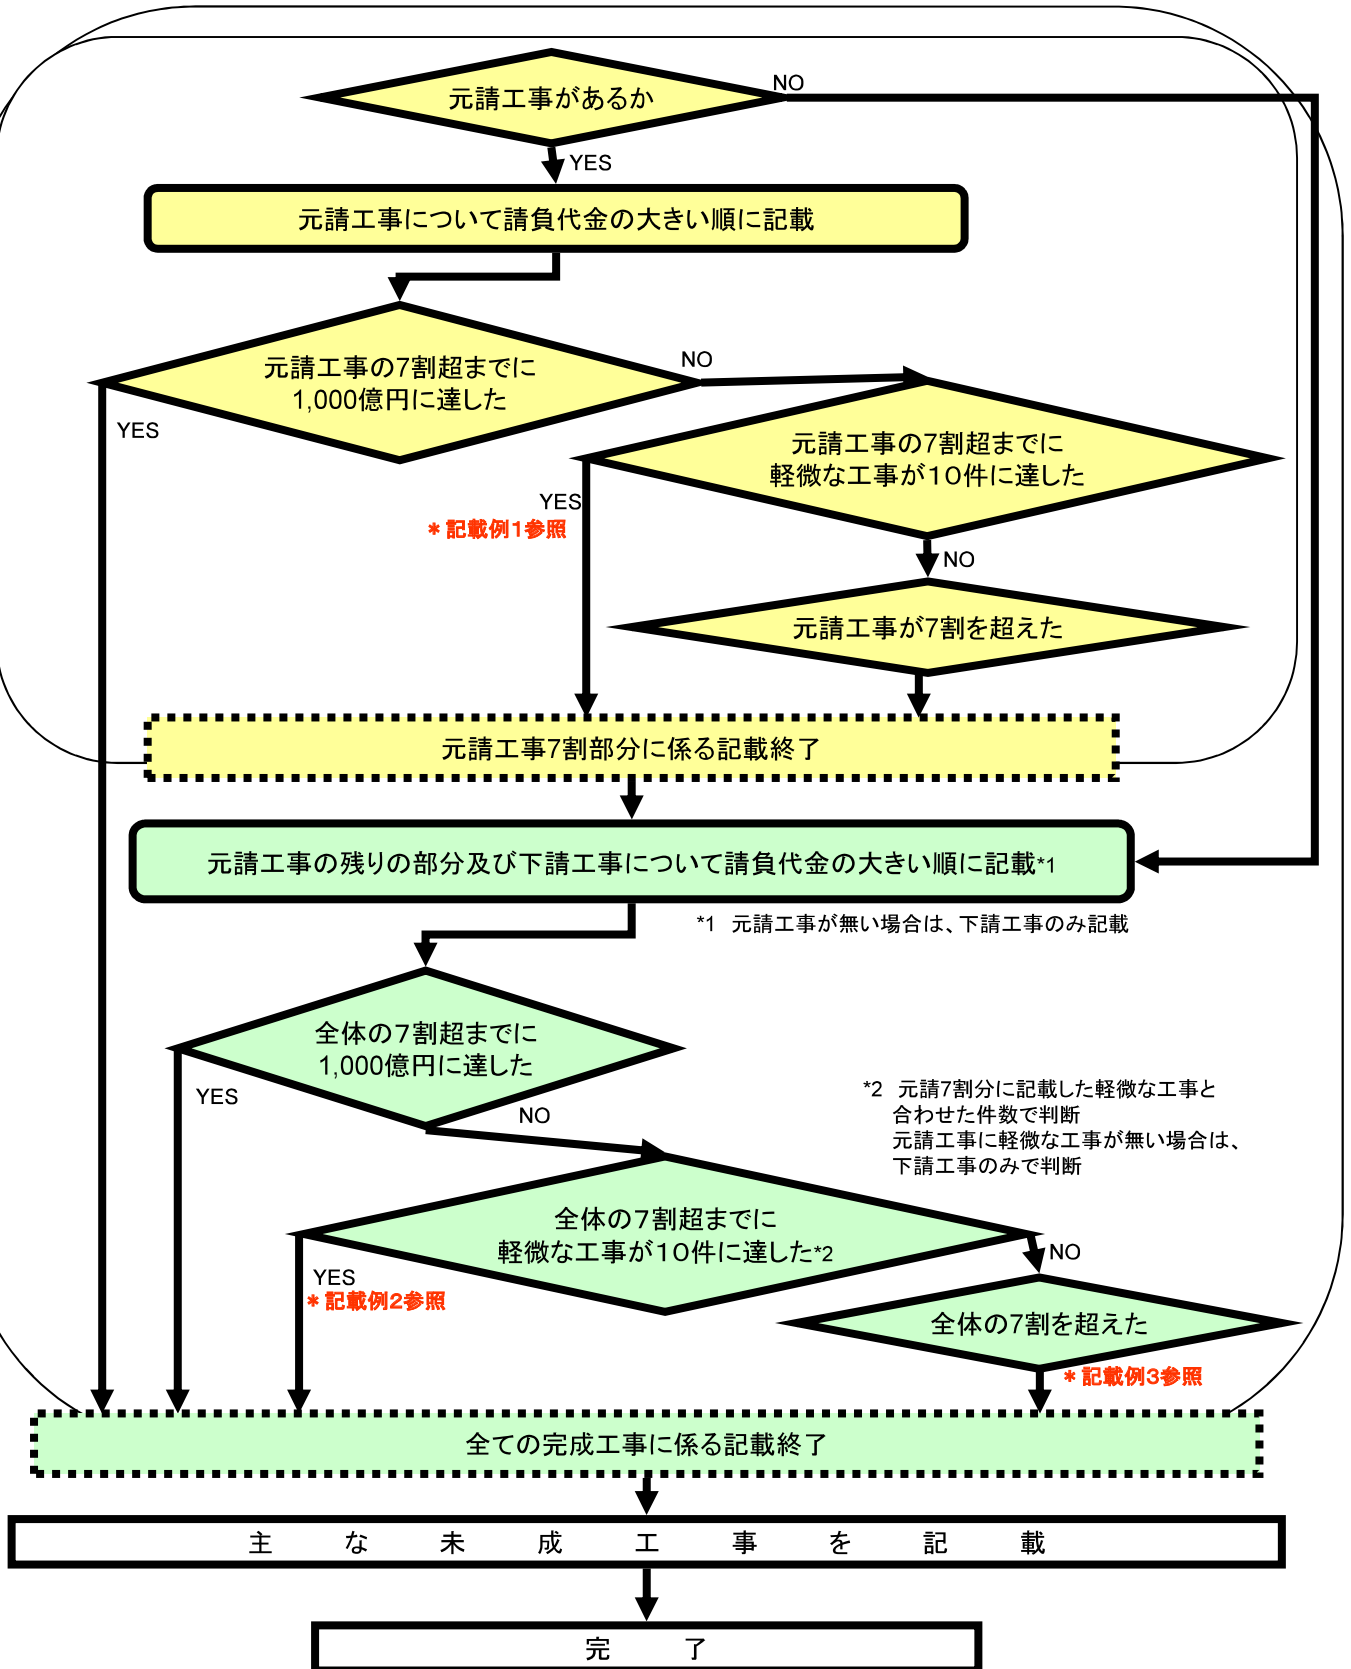 元請工事があるか
NO
YES
元請工事について請負代金の大きい順に記載
元請工事の7割超までに
1,000億円に達した
NO
YES
元請工事の7割超までに
軽微な工事が10件に達した
YES
*記載例1参照
NO
元請工事が7割を超えた
元請工事7割部分に係る記載終了
元請工事の残りの部分及び下請工事について請負代金の大きい順に記載*1
*1 元請工事が無い場合は、下請工事のみ記載
全体の7割超までに
1,000億円に達した
YES
NO
*2 元請7割分に記載した軽微な工事と
合わせた件数で判断
元請工事に軽微な工事が無い場合は、
下請工事のみで判断
全体の7割超までに
軽微な工事が10件に達した*2
YES
*記載例2参照
NO
全体の7割を超えた
*記載例3参照
全ての完成工事に係る記載終了
主な未成工事を記載
完了